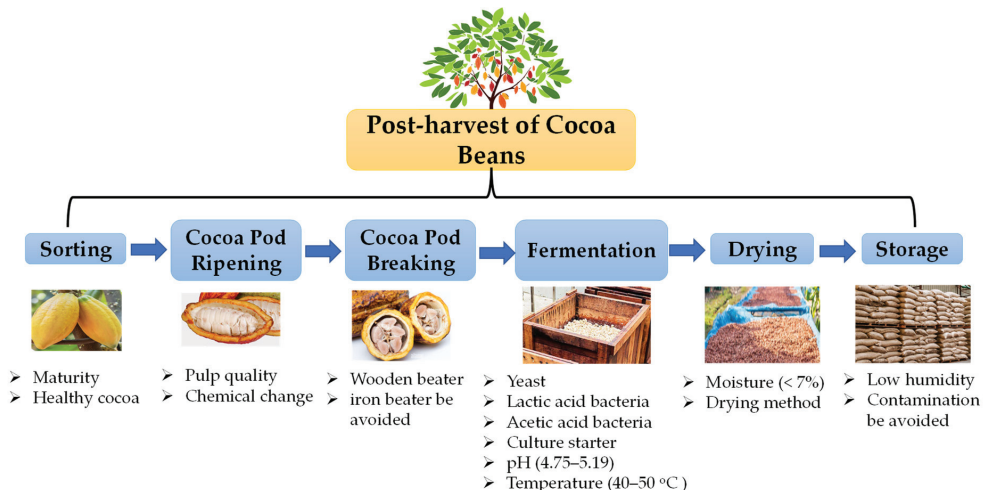 Post-harvest of Cocoa
Beans
Sorting
Cocoa Pod
Ripening
Cocoa Pod
Breaking
Fermentation
Drying
Storage
➢ Maturity
➢ Healthy cocoa
➢ Pulp quality
➢ Chemical change
➢ Wooden beater
➢ iron beater be
avoided
➢ Yeast
➢ Lactic acid bacteria
➢ Acetic acid bacteria
➢ Culture starter
➢ pH (4.75–5.19)
➢ Temperature (40–50 °C )
➢ Moisture (< 7%)
➢ Drying method
➢ Low humidity
➢ Contamination
be avoided